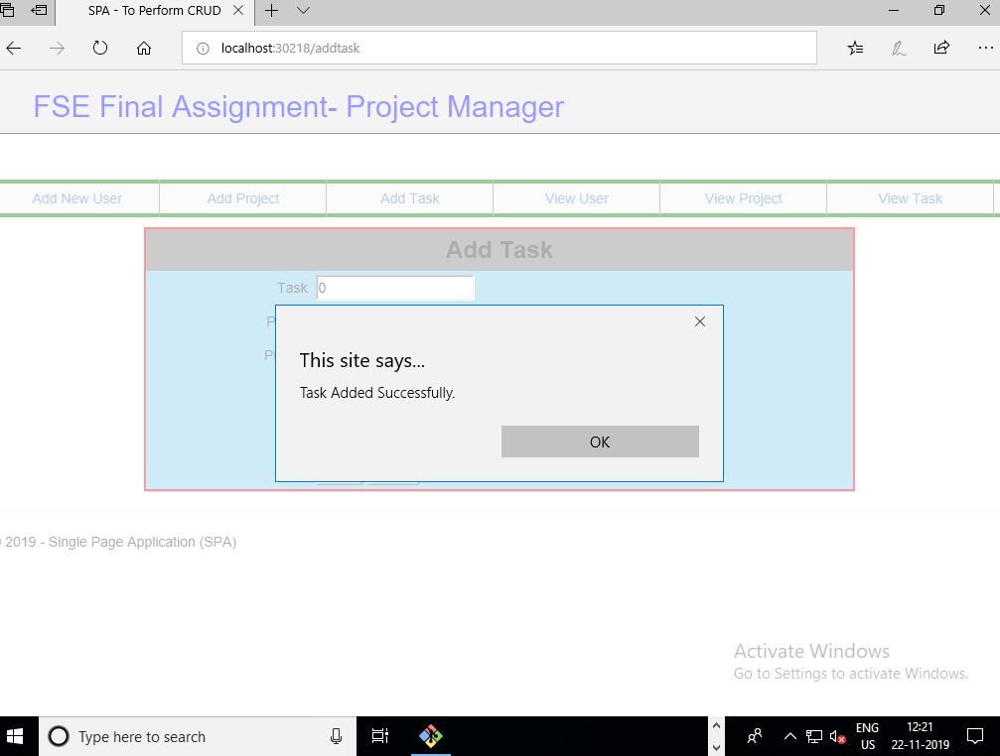 SPA - To Perform CRUD
localhost:30218/addtask
FSE Final Assignment- Project Manager
Add New User
Add Project
Add Task
View User
View Project
View Task
Add Task
Task 0
This site says...
Task Added Successfully.
OK
2019 - Single Page Application (SPA)
Activate Windows
Go to Settings to activate Windows.
Type here to search
ENG
US
12:21
22-11-2019